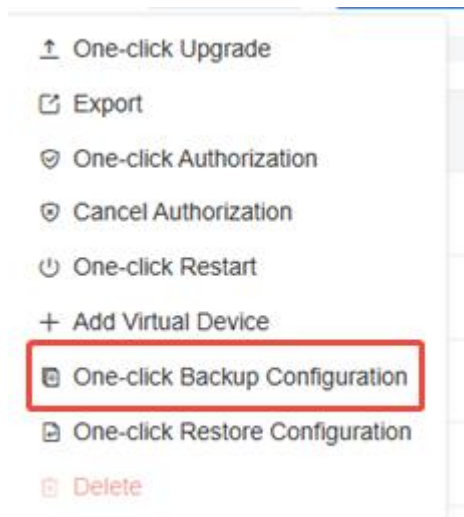 One-click Upgrade
Export
One-click Authorization
Cancel Authorization
One-click Restart
Add Virtual Device
One-click Backup Configuration
One-click Restore Configuration
Delete